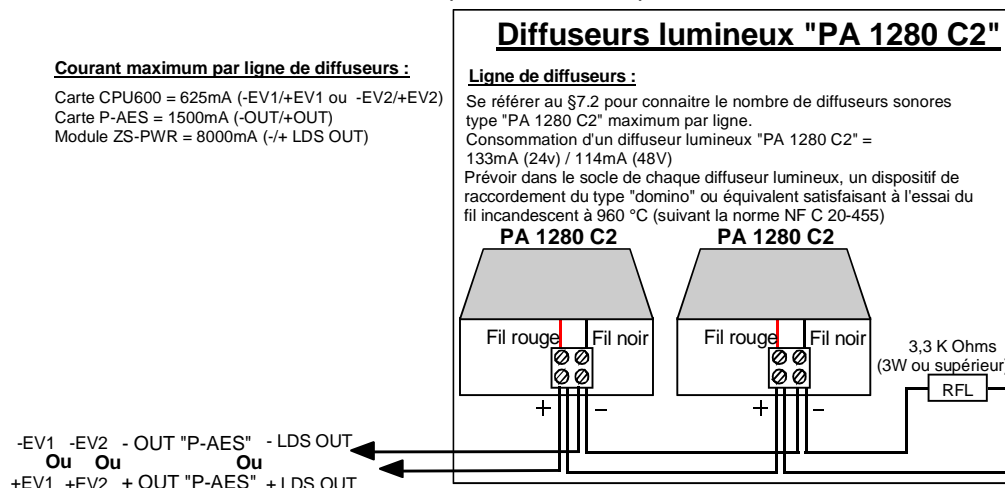 Diffuseurs lumineux "PA 1280 C2"
Courant maximum par ligne de diffuseurs :
Carte CPU600 = 625mA (-EV1/+EV1 ou -EV2/+EV2)
Carte P-AES = 1500mA (-OUT/+OUT)
Module ZS-PWR = 8000mA (-/+ LDS OUT)
Ligne de diffuseurs :
Se référer au §7.2 pour connaitre le nombre de diffuseurs sonores
type "PA 1280 C2" maximum par ligne.
Consommation d'un diffuseur lumineux "PA 1280 C2" =
133mA (24v) / 114mA (48V)
Prévoir dans le socle de chaque diffuseur lumineux, un dispositif de
raccordement du type "domino" ou équivalent satisfaisant à l'essai du
fil incandescent à 960 °C (suivant la norme NF C 20-455)
PA 1280 C2 PA 1280 C2
Fil rouge Fil noir Fil rouge Fil noir
3,3 K Ohms
(3W ou supérieur)
RFL
+ − + −
-EV1 -EV2 - OUT "P-AES" - LDS OUT
Ou Ou Ou
+EV1 +EV2 + OUT "P-AES" + LDS OUT